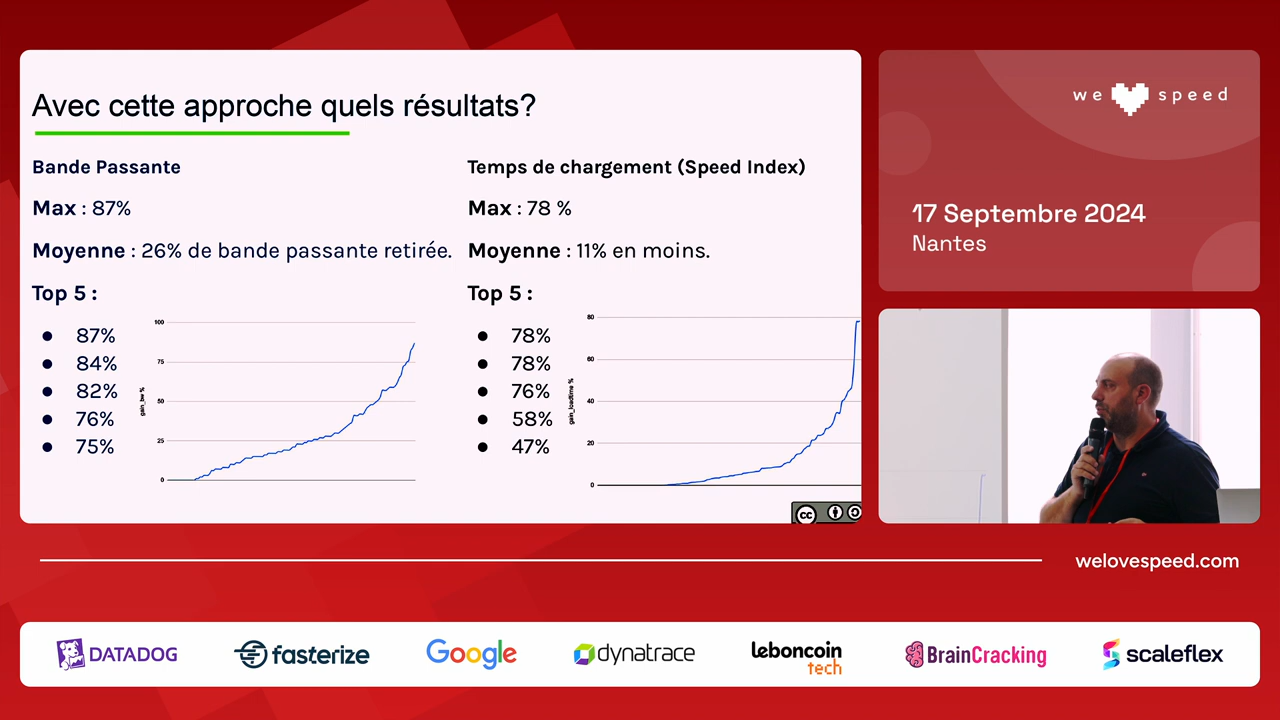 Avec cette approche quels résultats?
Bande Passante
Max : 87%
Moyenne : 26% de bande passante retirée.
Top 5 :
87%
84%
82%
76%
75%
100
75
50
25
0
gain_bw %
Temps de chargement (Speed Index)
Max : 78 %
Moyenne : 11% en moins.
Top 5 :
78%
78%
76%
58%
47%
80
60
40
20
0
gain_loadtime %
cc
we speed
17 Septembre 2024
Nantes
welovespeed.com
DATADOG
fasterize
Google
dynatrace
leboncoin
tech
BrainCracking
scaleflex